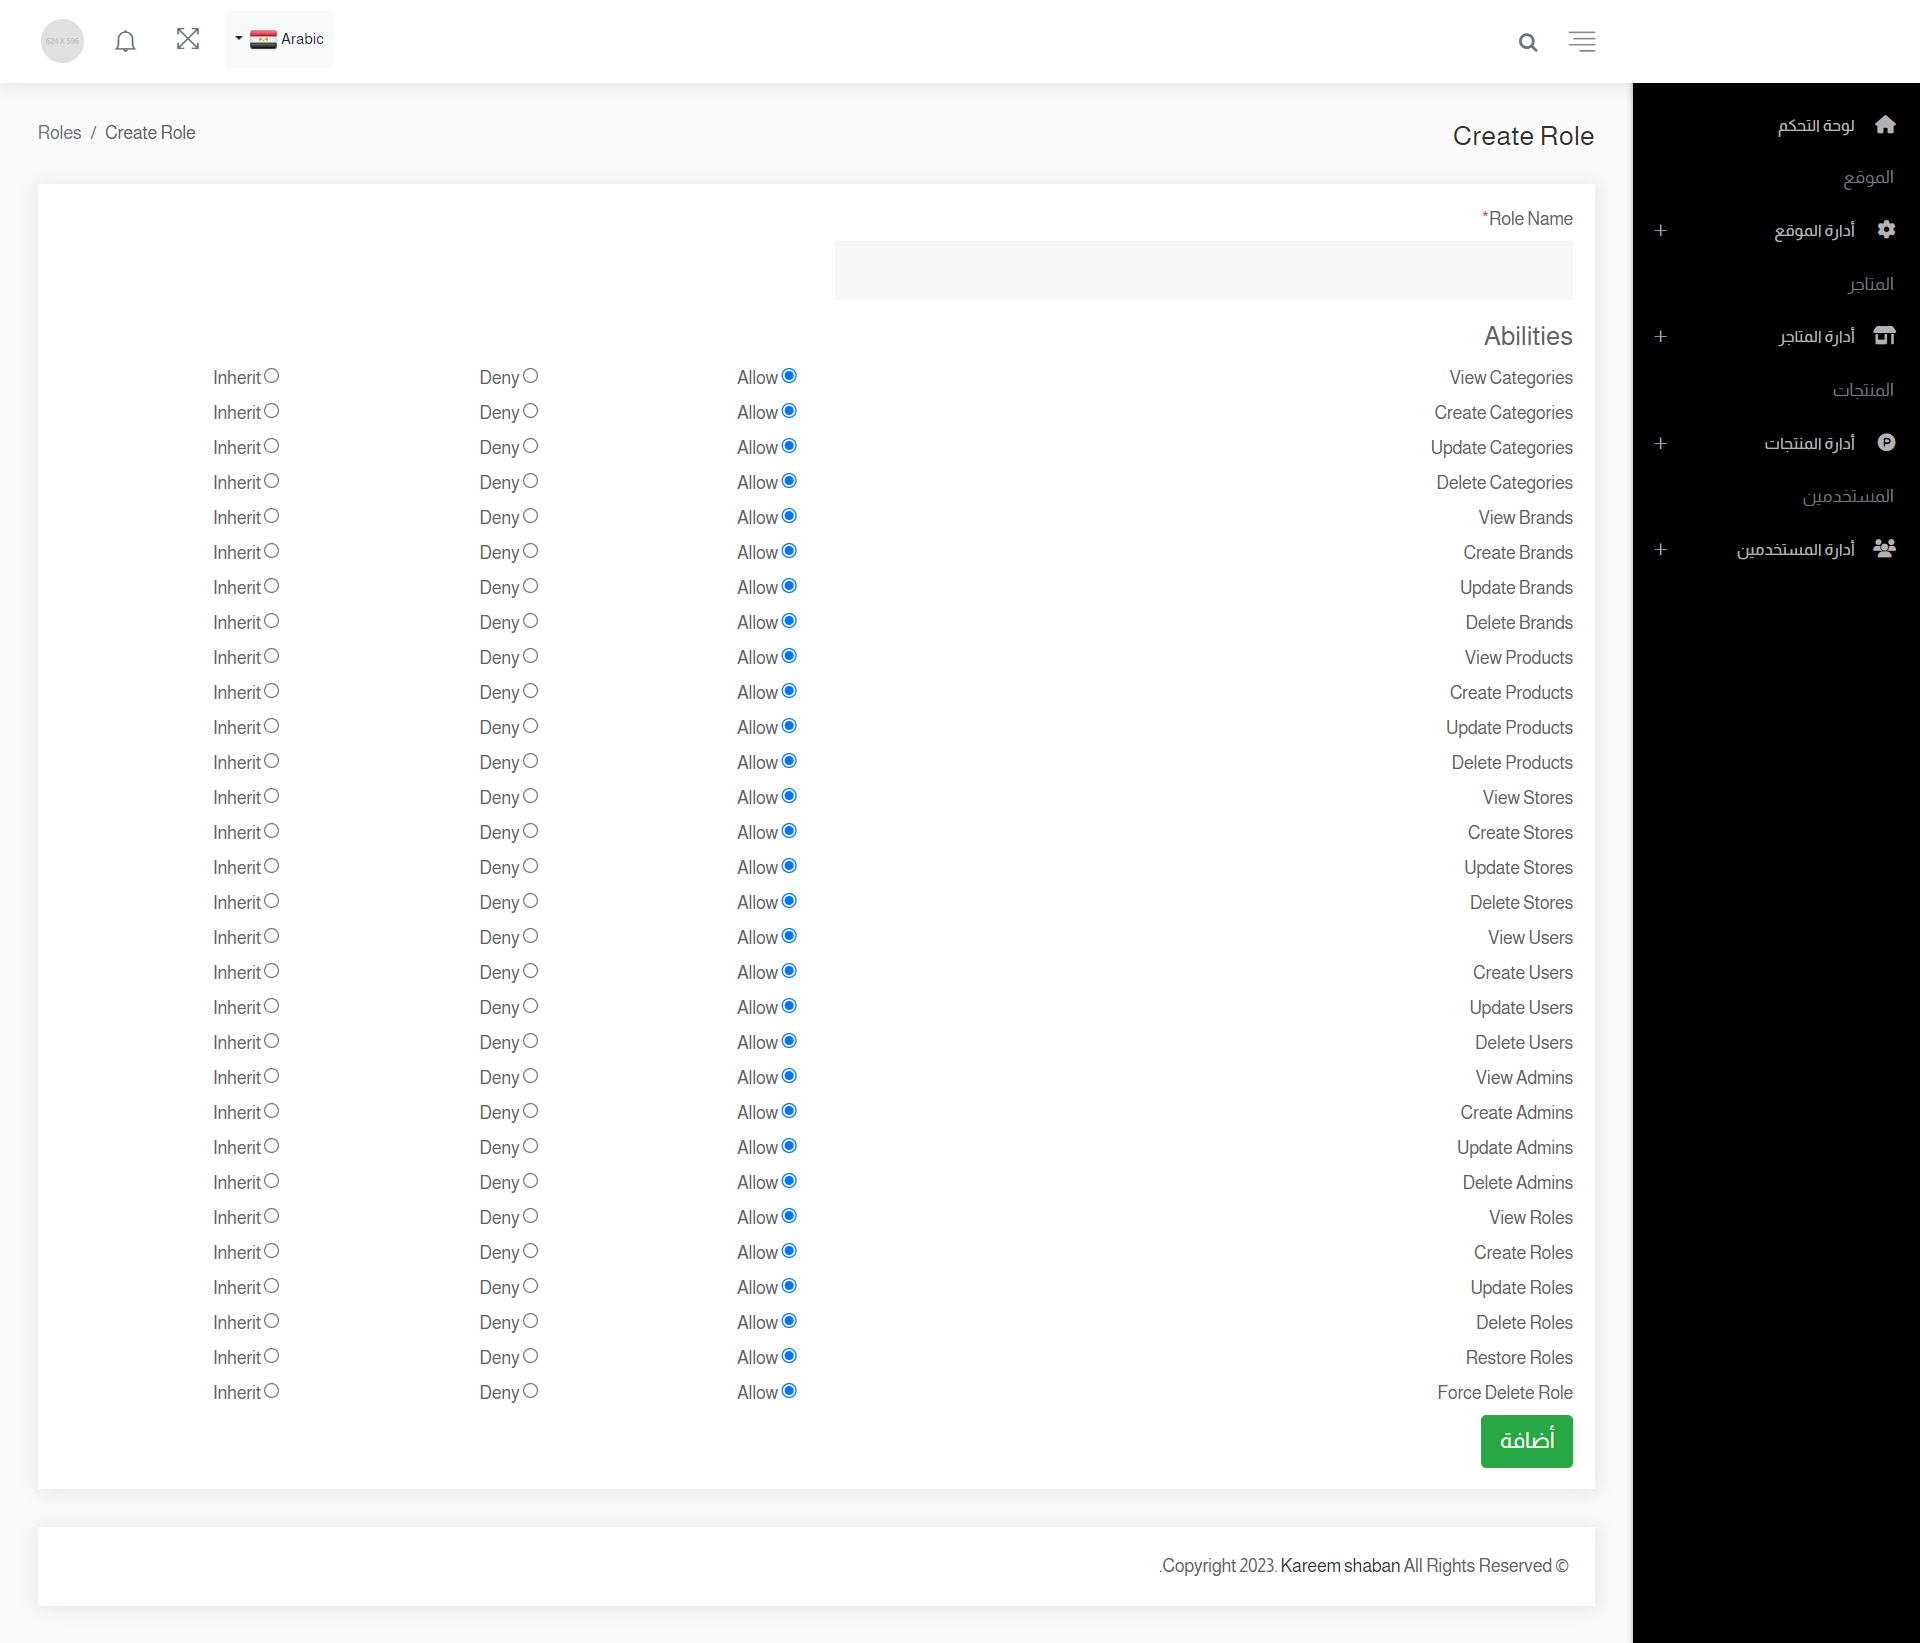 624 X 596
Arabic
لوحة التحكم
الموقع
أدارة الموقع
المتاجر
أدارة المتاجر
المنتجات
أدارة المنتجات
المستخدمين
أدارة المستخدمين
Create Role
Roles / Create Role
*Role Name
Abilities
View Categories Allow Deny Inherit
Create Categories Allow Deny Inherit
Update Categories Allow Deny Inherit
Delete Categories Allow Deny Inherit
View Brands Allow Deny Inherit
Create Brands Allow Deny Inherit
Update Brands Allow Deny Inherit
Delete Brands Allow Deny Inherit
View Products Allow Deny Inherit
Create Products Allow Deny Inherit
Update Products Allow Deny Inherit
Delete Products Allow Deny Inherit
View Stores Allow Deny Inherit
Create Stores Allow Deny Inherit
Update Stores Allow Deny Inherit
Delete Stores Allow Deny Inherit
View Users Allow Deny Inherit
Create Users Allow Deny Inherit
Update Users Allow Deny Inherit
Delete Users Allow Deny Inherit
View Admins Allow Deny Inherit
Create Admins Allow Deny Inherit
Update Admins Allow Deny Inherit
Delete Admins Allow Deny Inherit
View Roles Allow Deny Inherit
Create Roles Allow Deny Inherit
Update Roles Allow Deny Inherit
Delete Roles Allow Deny Inherit
Restore Roles Allow Deny Inherit
Force Delete Role Allow Deny Inherit
أضافة
.Copyright 2023. Kareem shaban All Rights Reserved ©